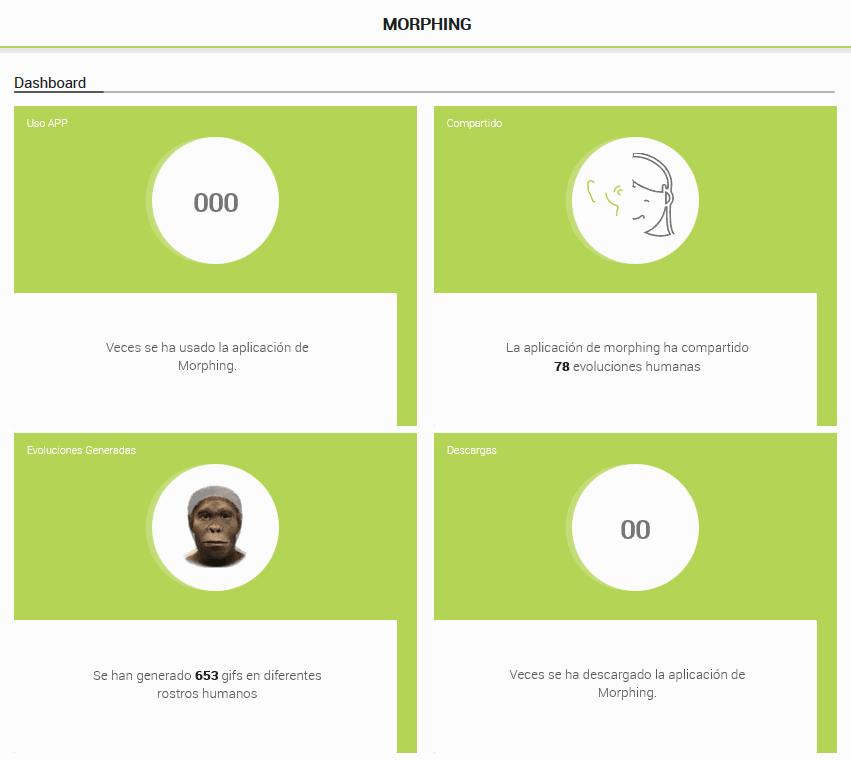 MORPHING
Dashboard
Uso APP
000
Veces se ha usado la aplicación de
Morphing.
Compartido
La aplicación de morphing ha compartido
78 evoluciones humanas
Evoluciones Generadas
Se han generado 653 gifs en diferentes
rostros humanos
Descargas
00
Veces se ha descargado la aplicación de
Morphing.